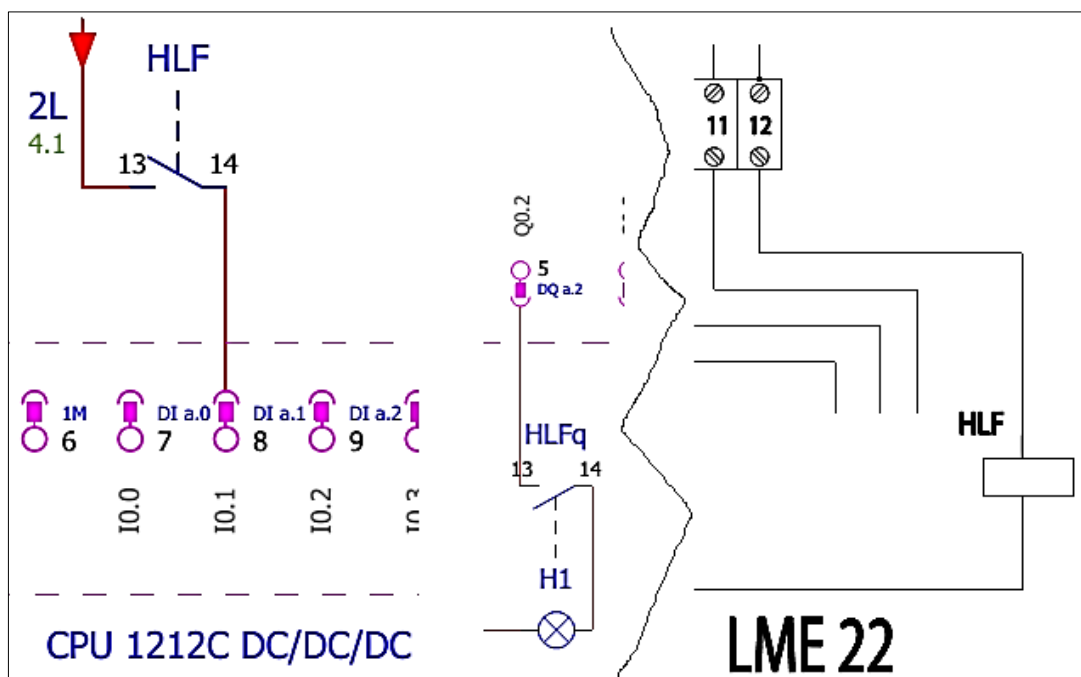 HLF
2L
4.1
13 14
1M DI a.0 DI a.1 DI a.2
6 7 8 9
I0.0 I0.1 I0.2
CPU 1212C DC/DC/DC
Q0.2
5
DQ a.2
HLFq
13 14
H1
11 12
HLF
LME 22